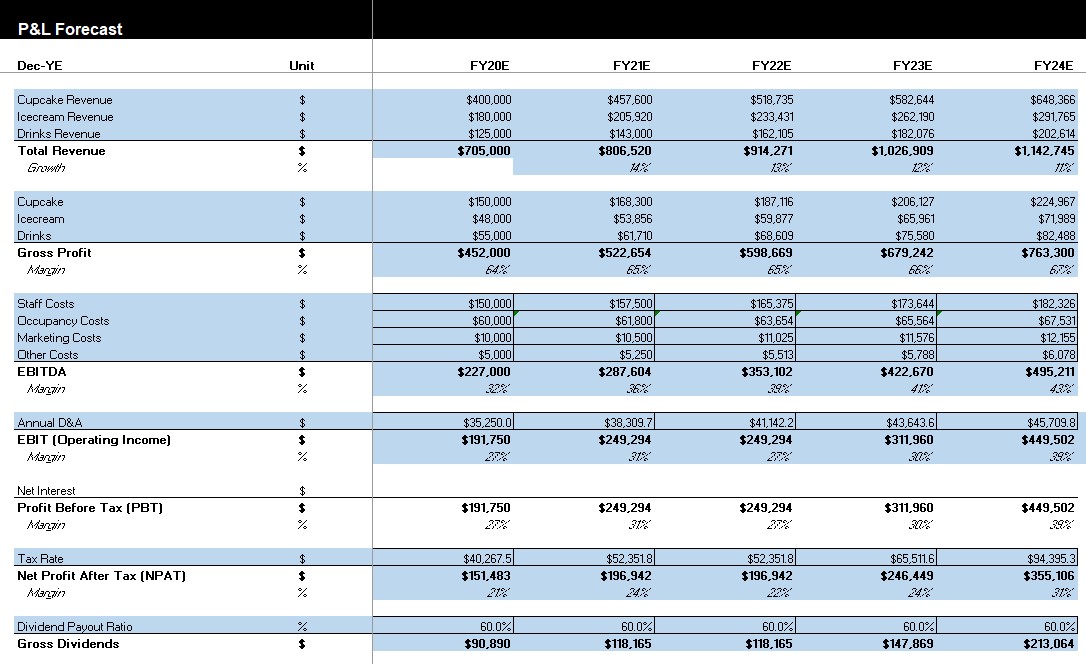 P&L Forecast
Dec-YE Unit FY20E FY21E FY22E FY23E FY24E
Cupcake Revenue $ $400,000 $457,600 $518,735 $582,644 $648,366
Icecream Revenue $ $180,000 $205,920 $233,431 $262,190 $291,765
Drinks Revenue $ $125,000 $143,000 $162,105 $182,076 $202,614
Total Revenue $ $705,000 $806,520 $914,271 $1,026,909 $1,142,745
Growth % 14% 13% 12% 11%
Cupcake $ $150,000 $168,300 $187,116 $206,127 $224,967
Icecream $ $48,000 $53,856 $59,877 $65,961 $71,989
Drinks $ $55,000 $61,710 $68,609 $75,580 $82,488
Gross Profit $ $452,000 $522,654 $598,669 $679,242 $763,300
Margin % 64% 65% 65% 66% 67%
Staff Costs $ $150,000 $157,500 $165,375 $173,644 $182,326
Occupancy Costs $ $60,000 $61,800 $63,654 $65,564 $67,531
Marketing Costs $ $10,000 $10,500 $11,025 $11,576 $12,155
Other Costs $ $5,000 $5,250 $5,513 $5,788 $6,078
EBITDA $ $227,000 $287,604 $353,102 $422,670 $495,211
Margin % 32% 36% 39% 41% 43%
Annual D&A $ $35,250.0 $38,309.7 $41,142.2 $43,643.6 $45,709.8
EBIT (Operating Income) $ $191,750 $249,294 $249,294 $311,960 $449,502
Margin % 27% 31% 27% 30% 39%
Net Interest $
Profit Before Tax (PBT) $ $191,750 $249,294 $249,294 $311,960 $449,502
Margin % 27% 31% 27% 30% 39%
Tax Rate $ $40,267.5 $52,351.8 $52,351.8 $65,511.6 $94,395.3
Net Profit After Tax (NPAT) $ $151,483 $196,942 $196,942 $246,449 $355,106
Margin % 21% 24% 22% 24% 31%
Dividend Payout Ratio % 60.0% 60.0% 60.0% 60.0% 60.0%
Gross Dividends $ $90,890 $118,165 $118,165 $147,869 $213,064